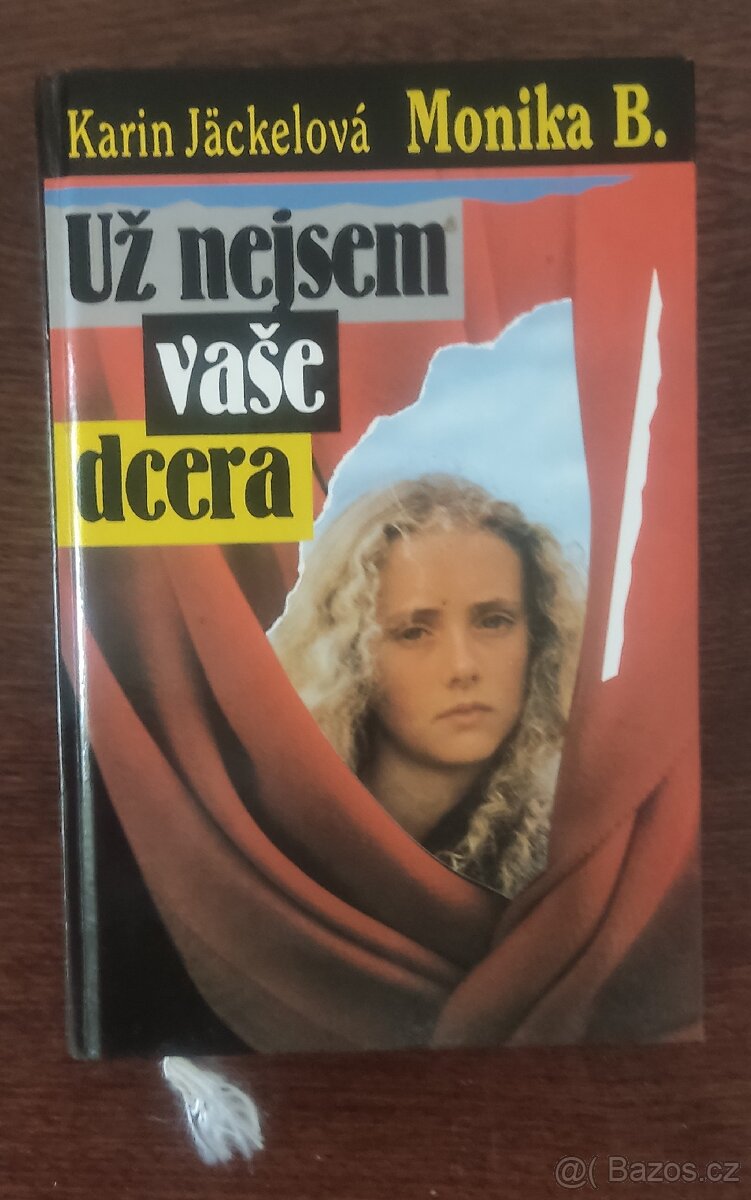 Karin Jäckelová Monika B.
Už nejsem
vaše
dcera
@( Bazos.cz